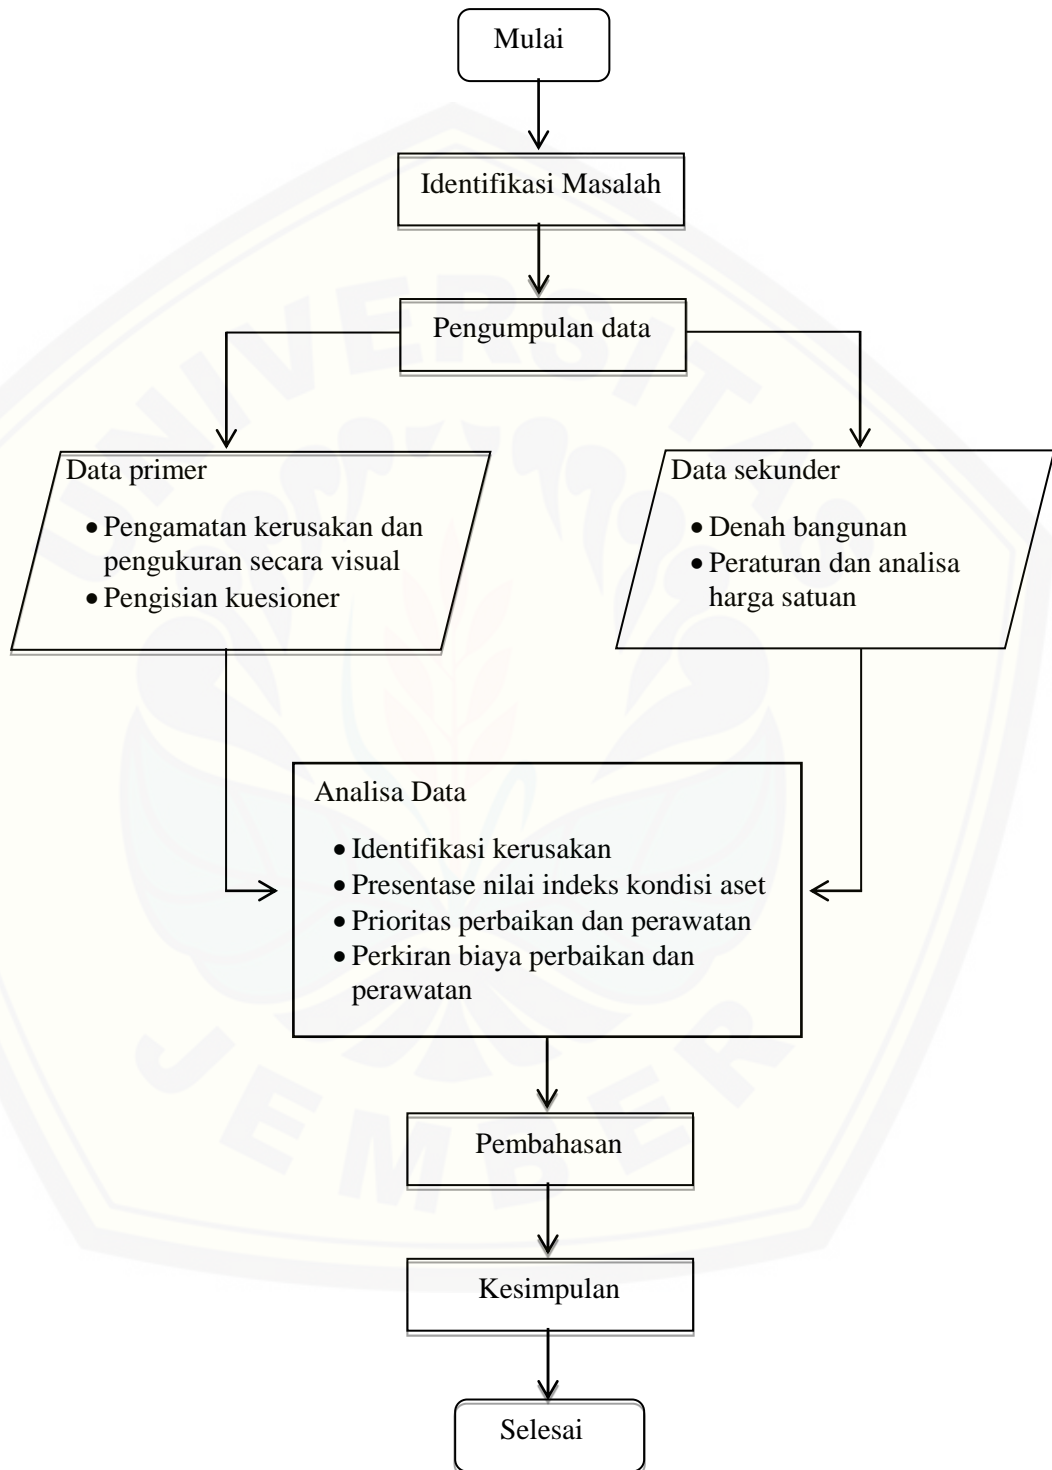 Mulai
Identifikasi Masalah
Pengumpulan data
Data primer
• Pengamatan kerusakan dan
pengukuran secara visual
• Pengisian kuesioner
Data sekunder
• Denah bangunan
• Peraturan dan analisa
harga satuan
Analisa Data
• Identifikasi kerusakan
• Presentase nilai indeks kondisi aset
• Prioritas perbaikan dan perawatan
• Perkiran biaya perbaikan dan
perawatan
Pembahasan
Kesimpulan
Selesai
UNIVERSITAS
JEMBER